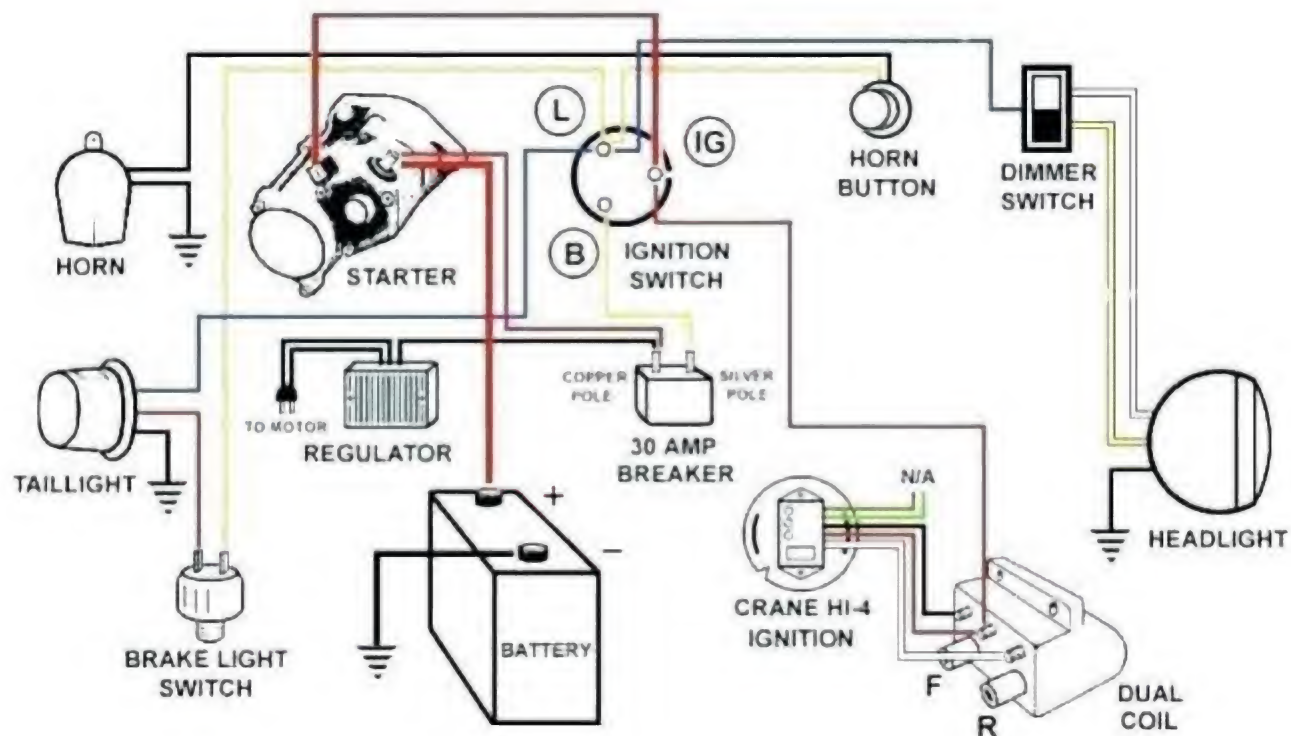 L
IG
HORN
BUTTON
DIMMER
SWITCH
HORN
STARTER
B
IGNITION
SWITCH
COPPER
POLE
SILVER
POLE
TO MOTOR
REGULATOR
30 AMP
BREAKER
TAILLIGHT
+
−
N/A
HEADLIGHT
CRANE HI-4
IGNITION
BATTERY
BRAKE LIGHT
SWITCH
F
R
DUAL
COIL